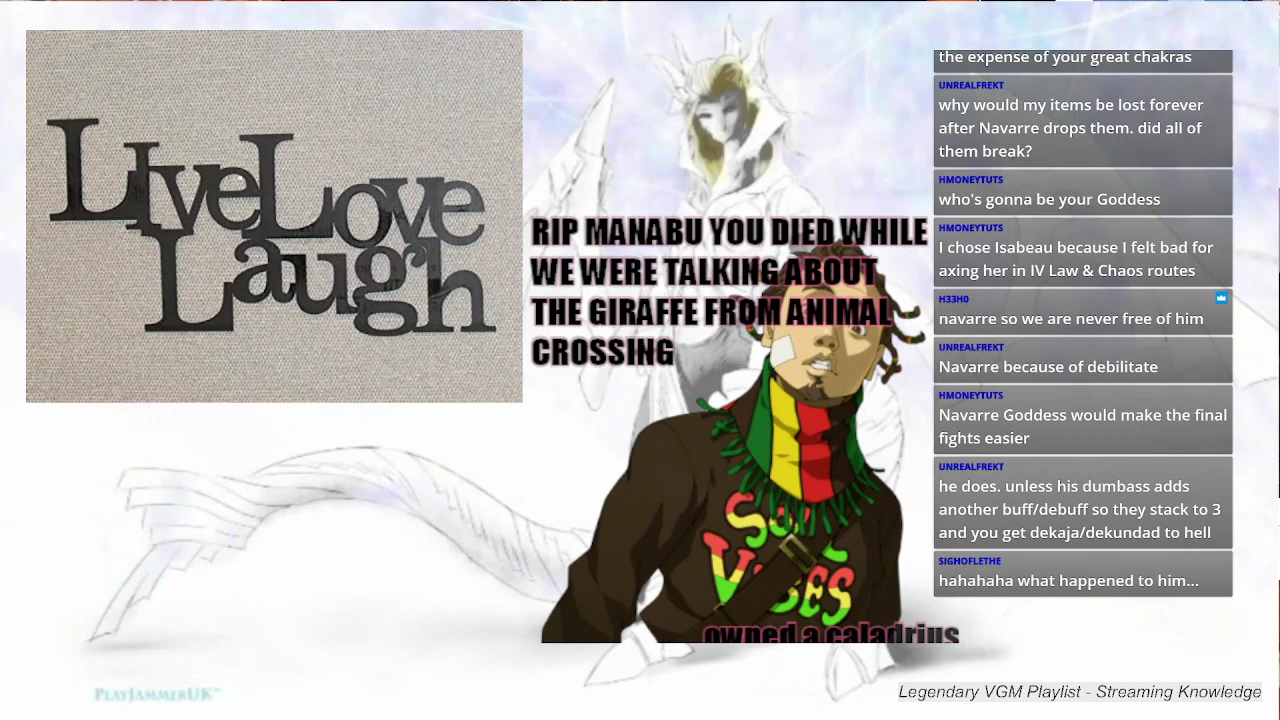 Live Love
Laugh
RIP MANABU YOU DIED WHILE
WE WERE TALKING ABOUT
THE GIRAFFE FROM ANIMAL
CROSSING
SOUL
VIBES
owned a caladrius
the expense of your great chakras
UNREALFREKT
why would my items be lost forever
after Navarre drops them. did all of
them break?
HMONEYTUTS
who's gonna be your Goddess
HMONEYTUTS
I chose Isabeau because I felt bad for
axing her in IV Law & Chaos routes
H33H0
navarre so we are never free of him
UNREALFREKT
Navarre because of debilitate
HMONEYTUTS
Navarre Goddess would make the final
fights easier
UNREALFREKT
he does. unless his dumbass adds
another buff/debuff so they stack to 3
and you get dekaja/dekundad to hell
SIGHOFLETHE
hahahaha what happened to him...
PLAYJAMMERUK™
Legendary VGM Playlist - Streaming Knowledge